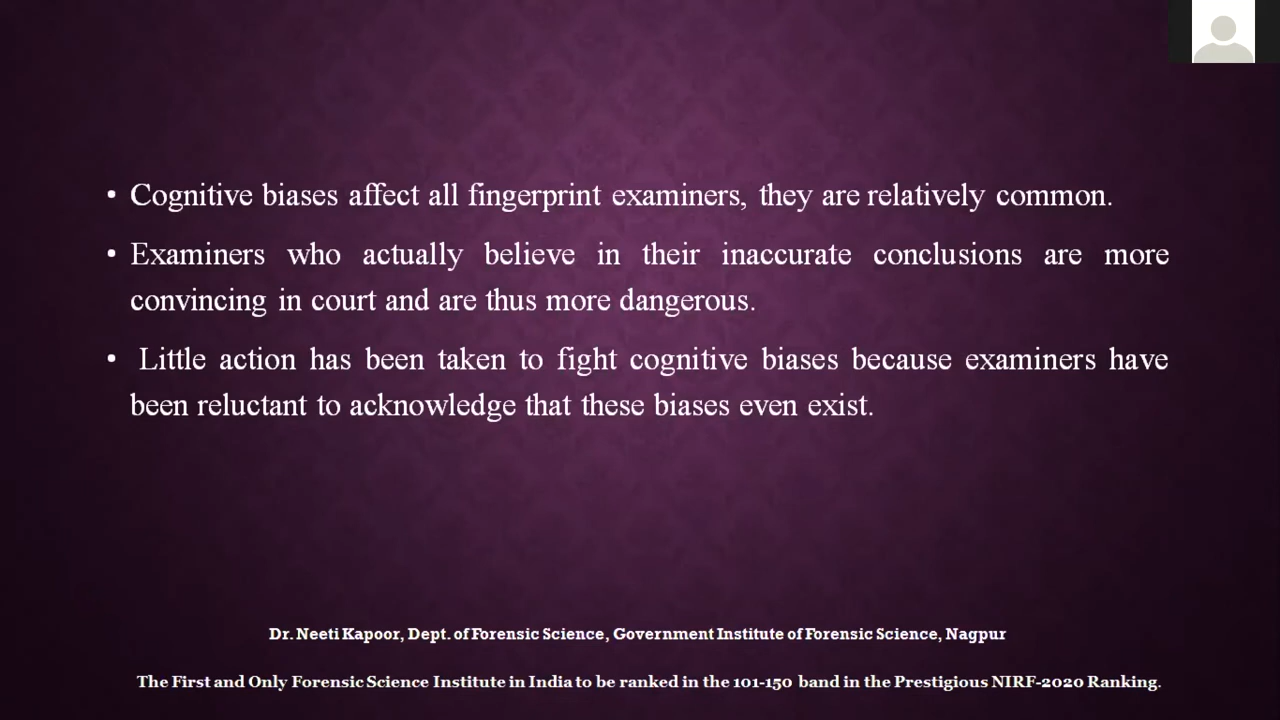 • Cognitive biases affect all fingerprint examiners, they are relatively common.
• Examiners who actually believe in their inaccurate conclusions are more
convincing in court and are thus more dangerous.
• Little action has been taken to fight cognitive biases because examiners have
been reluctant to acknowledge that these biases even exist.
Dr. Neeti Kapoor, Dept. of Forensic Science, Government Institute of Forensic Science, Nagpur
The First and Only Forensic Science Institute in India to be ranked in the 101-150 band in the Prestigious NIRF-2020 Ranking.